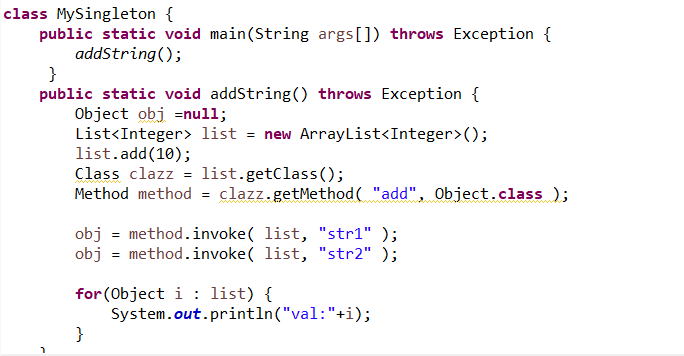 class MySingleton {
public static void main(String args[]) throws Exception {
addString();
}
public static void addString() throws Exception {
Object obj =null;
List<Integer> list = new ArrayList<Integer>();
list.add(10);
Class clazz = list.getClass();
Method method = clazz.getMethod( "add", Object.class );
obj = method.invoke( list, "str1" );
obj = method.invoke( list, "str2" );
for(Object i : list) {
System.out.println("val:"+i);
}
}